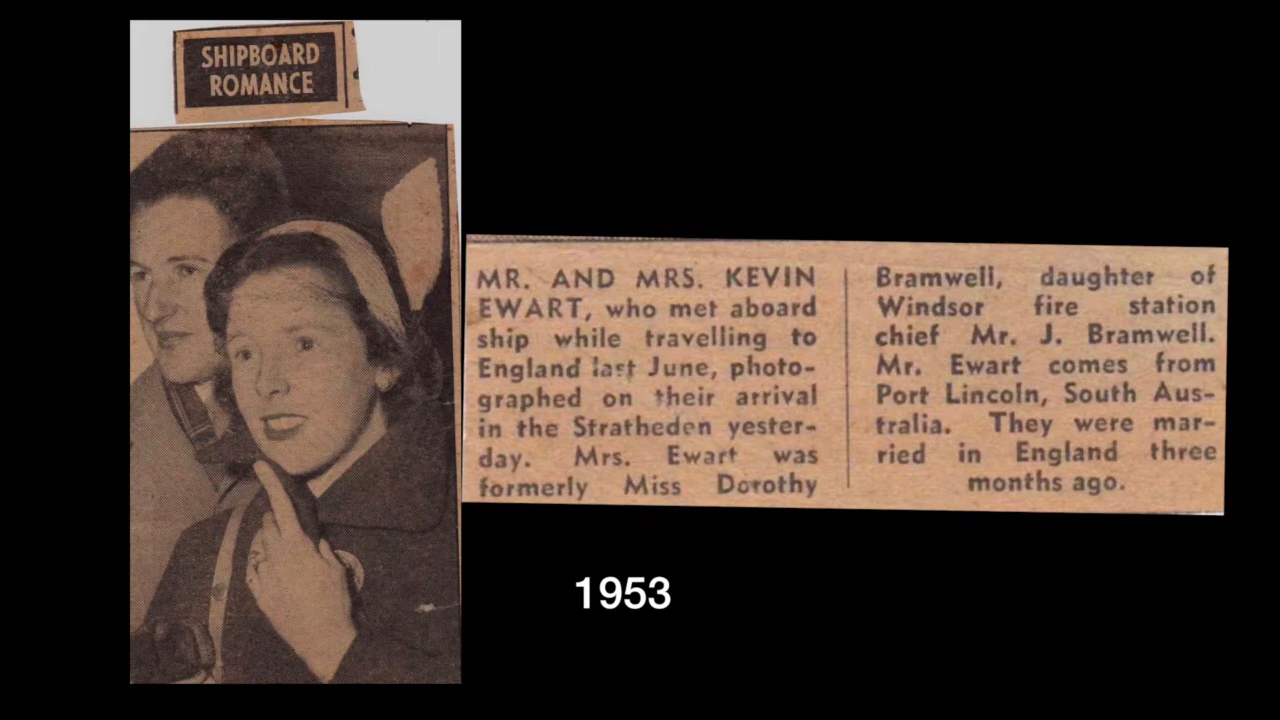 SHIPBOARD
ROMANCE
MR. AND MRS. KEVIN
EWART, who met aboard
ship while travelling to
England last June, photo-
graphed on their arrival
in the Stratheden yester-
day. Mrs. Ewart was
formerly Miss Dorothy
Bramwell, daughter of
Windsor fire station
chief Mr. J. Bramwell.
Mr. Ewart comes from
Port Lincoln, South Aus-
tralia. They were mar-
ried in England three
months ago.
1953